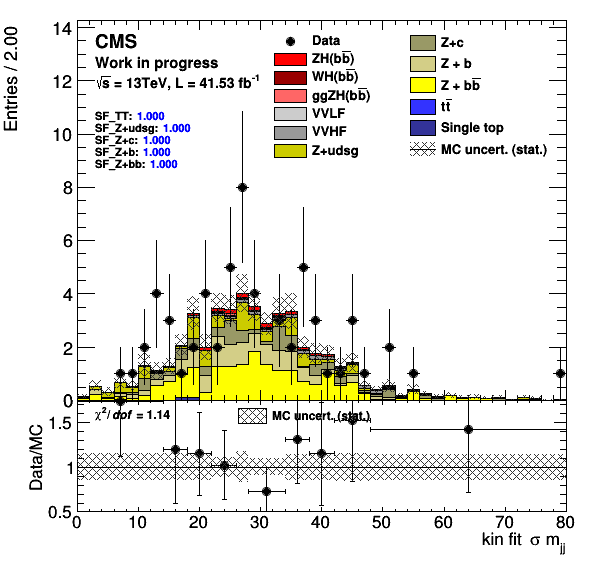 CMS
Work in progress
√s = 13TeV, L = 41.53 fb⁻¹
SF_TT: 1.000
SF_Z+udsg: 1.000
SF_Z+c: 1.000
SF_Z+b: 1.000
SF_Z+bb: 1.000
Data
ZH(bb̅)
WH(bb̅)
ggZH(bb̅)
VVLF
VVHF
Z+udsg
Z+c
Z + b
Z + bb̅
tt̅
Single top
MC uncert. (stat.)
Entries / 2.00
14
12
10
8
6
4
2
0
χ²/dof = 1.14
MC uncert. (stat.)
Data/MC
1.5
1
0.5
0 10 20 30 40 50 60 70 80
kin fit σ m_jj